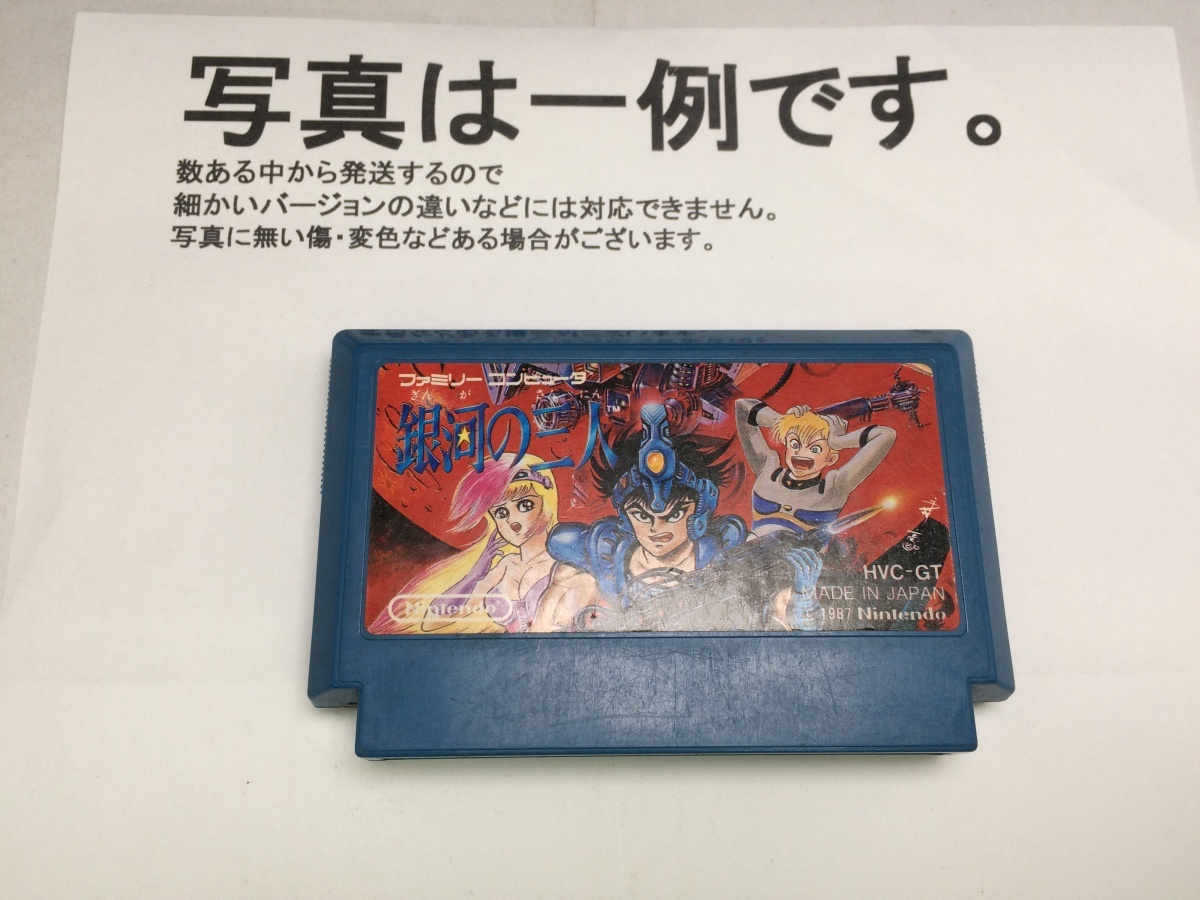 写真は一例です。
数ある中から発送するので
細かいバージョンの違いなどには対応できません。
写真に無い傷・変色などある場合がございます。
ファミリー コンピュータ
ぎん が さん にん
銀河の三人
TM
HVC-GT
MADE IN JAPAN
Nintendo
© 1987 Nintendo